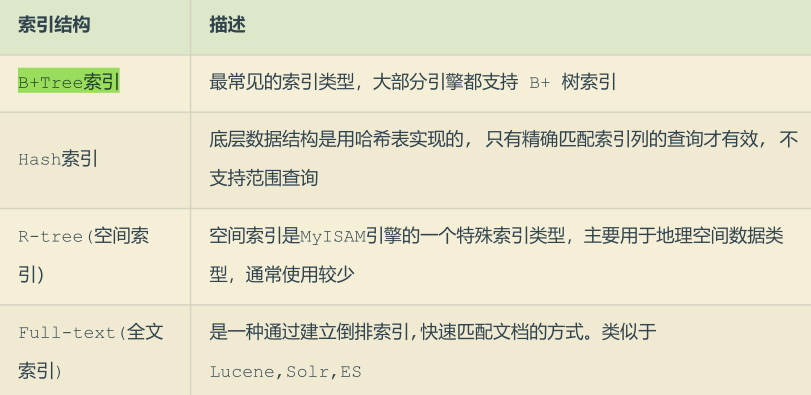 索引结构 描述
B+Tree索引 最常见的索引类型，大部分引擎都支持 B+ 树索引
Hash索引 底层数据结构是用哈希表实现的, 只有精确匹配索引列的查询才有效, 不
支持范围查询
R-tree(空间索
引) 空间索引是MyISAM引擎的一个特殊索引类型，主要用于地理空间数据类
型，通常使用较少
Full-text(全文
索引) 是一种通过建立倒排索引,快速匹配文档的方式。类似于
Lucene,Solr,ES